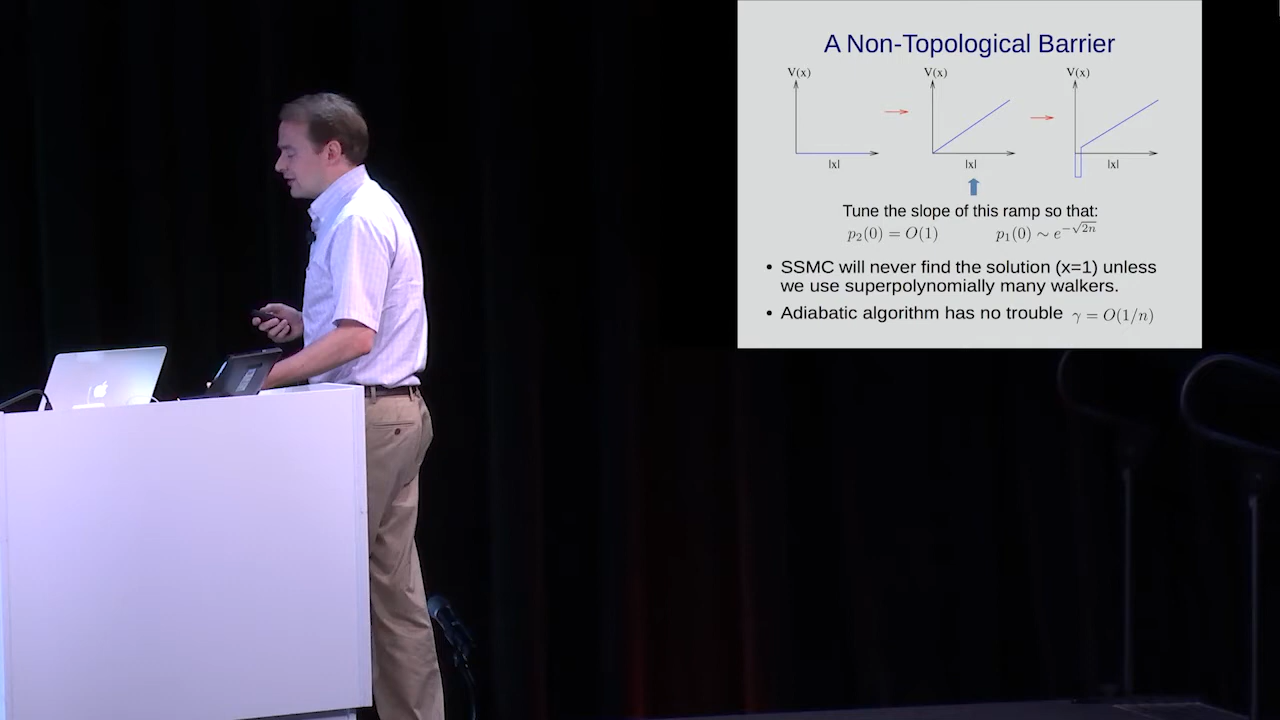 A Non-Topological Barrier
V(x) V(x) V(x)
|x| |x| |x|
Tune the slope of this ramp so that:
p₂(0) = O(1) p₁(0) ∼ e^{-√2n}
• SSMC will never find the solution (x=1) unless
we use superpolynomially many walkers.
• Adiabatic algorithm has no trouble γ = O(1/n)